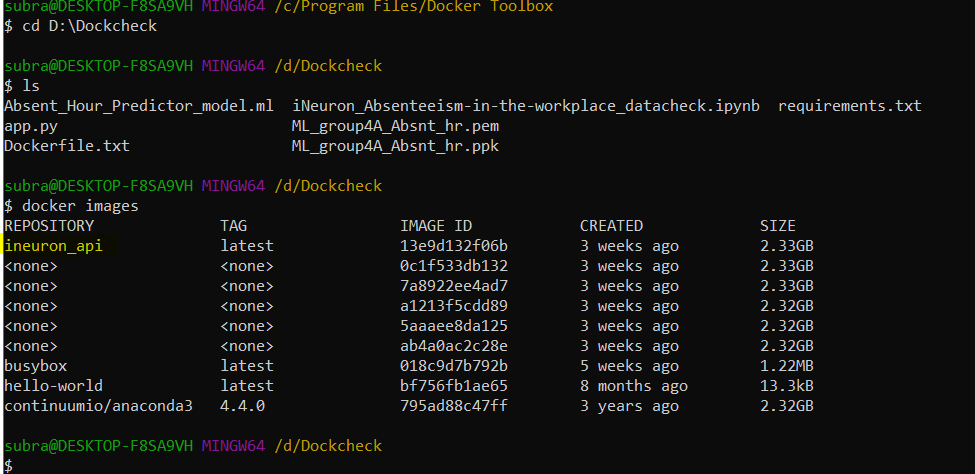 subra@DESKTOP-F8SA9VH MINGW64 /c/Program Files/Docker Toolbox
$ cd D:\Dockcheck
subra@DESKTOP-F8SA9VH MINGW64 /d/Dockcheck
$ ls
Absent_Hour_Predictor_model.ml  iNeuron_Absenteeism-in-the-workplace_datacheck.ipynb  requirements.txt
app.py                          ML_group4A_Absnt_hr.pem
Dockerfile.txt                  ML_group4A_Absnt_hr.ppk
subra@DESKTOP-F8SA9VH MINGW64 /d/Dockcheck
$ docker images
REPOSITORY            TAG                 IMAGE ID            CREATED             SIZE
ineuron_api           latest              13e9d132f06b        3 weeks ago         2.33GB
<none>                <none>              0c1f533db132        3 weeks ago         2.33GB
<none>                <none>              7a8922ee4ad7        3 weeks ago         2.33GB
<none>                <none>              a1213f5cdd89        3 weeks ago         2.32GB
<none>                <none>              5aaaee8da125        3 weeks ago         2.32GB
<none>                <none>              ab4a0ac2c28e        3 weeks ago         2.32GB
busybox               latest              018c9d7b792b        5 weeks ago         1.22MB
hello-world           latest              bf756fb1ae65        8 months ago        13.3kB
continuumio/anaconda3 4.4.0               795ad88c47ff        3 years ago         2.32GB
subra@DESKTOP-F8SA9VH MINGW64 /d/Dockcheck
$